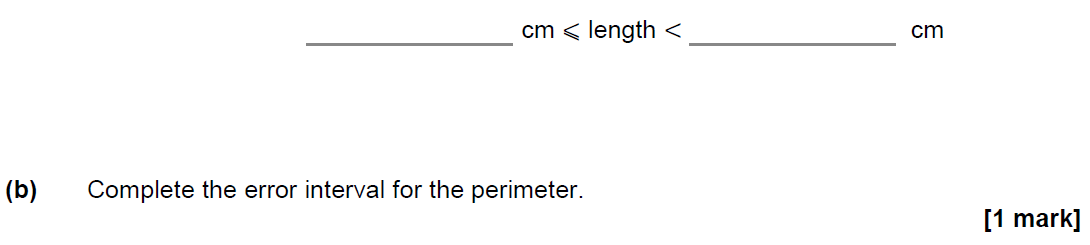 cm ⩽ length < cm
(b) Complete the error interval for the perimeter.
[1 mark]